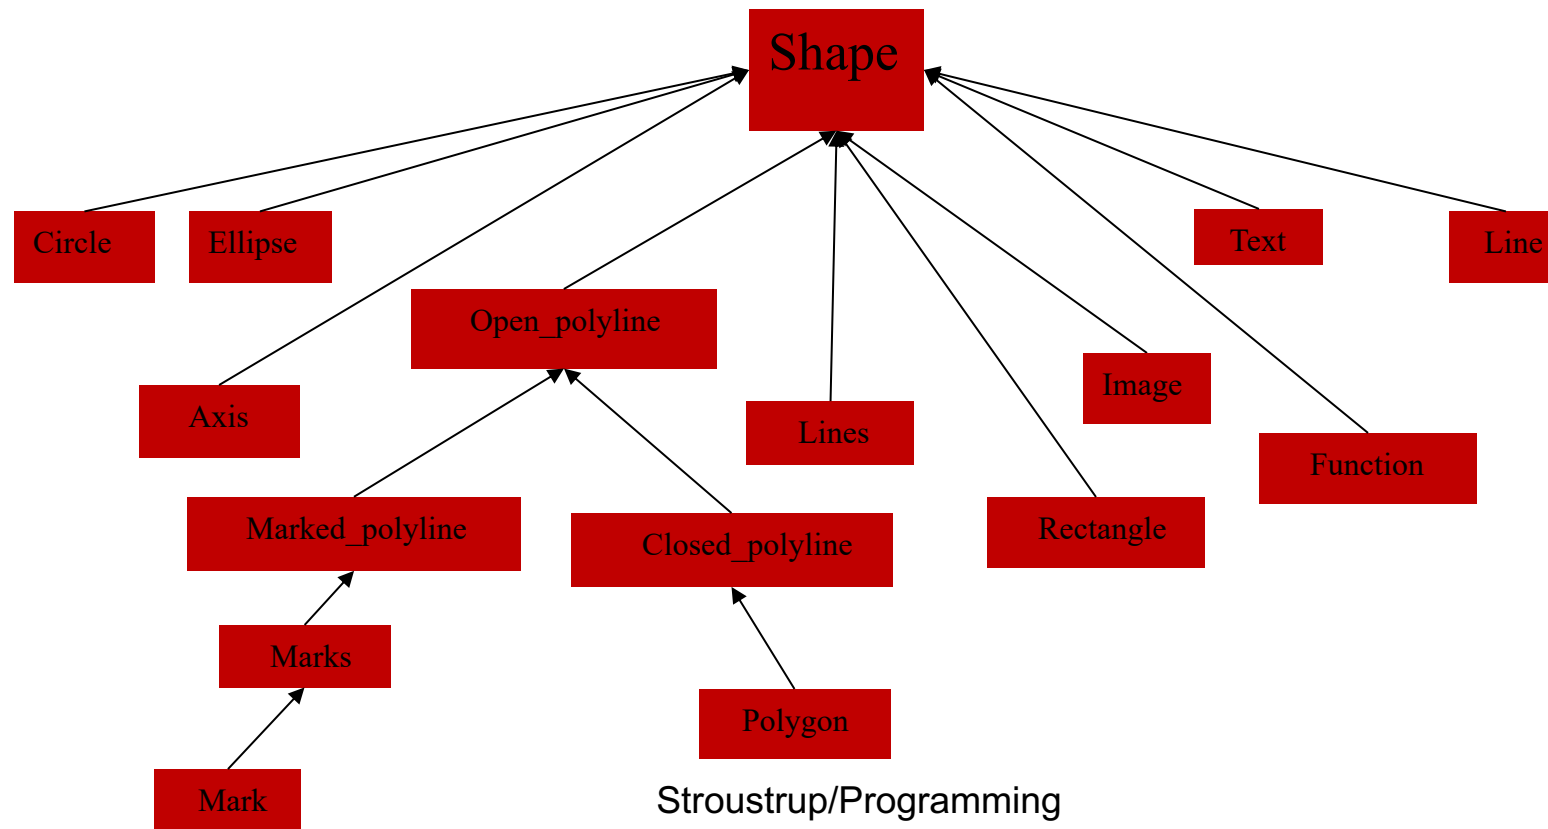 Shape
Circle
Ellipse
Text
Line
Open_polyline
Axis
Lines
Image
Function
Marked_polyline
Closed_polyline
Rectangle
Marks
Polygon
Mark
Stroustrup/Programming